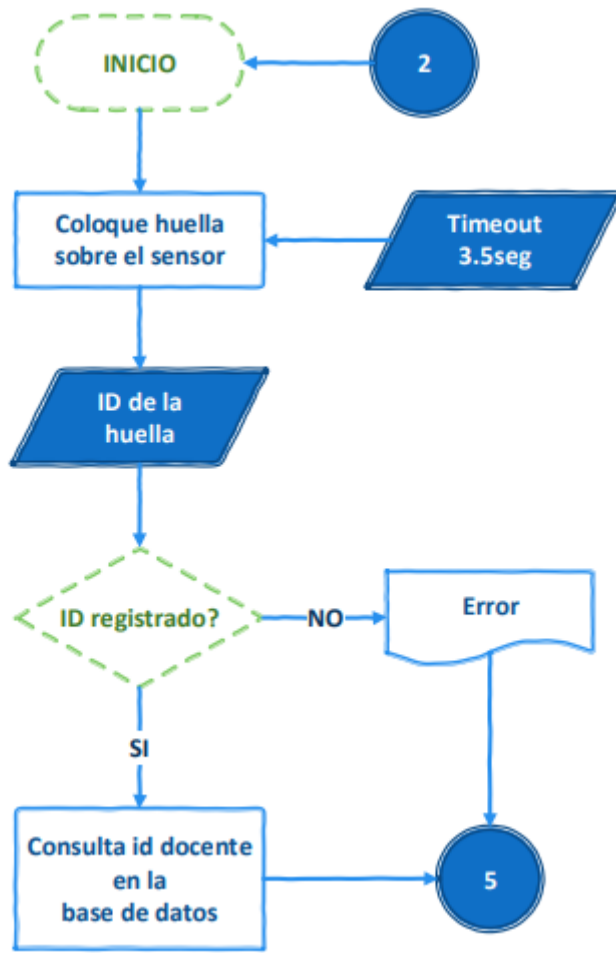 INICIO
2
Coloque huella
sobre el sensor
Timeout
3.5seg
ID de la
huella
ID registrado?
NO
Error
SI
Consulta id docente
en la
base de datos
5